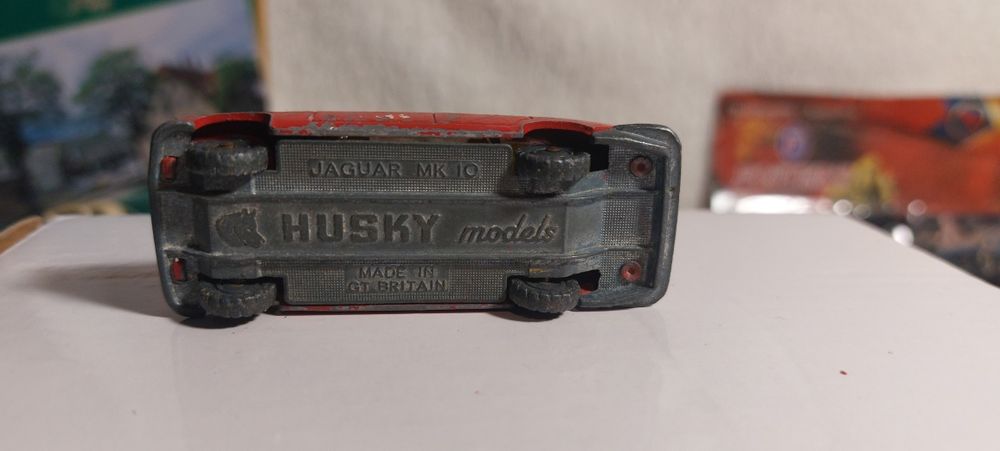 JAGUAR MK 10
HUSKY models
MADE IN
GT BRITAIN